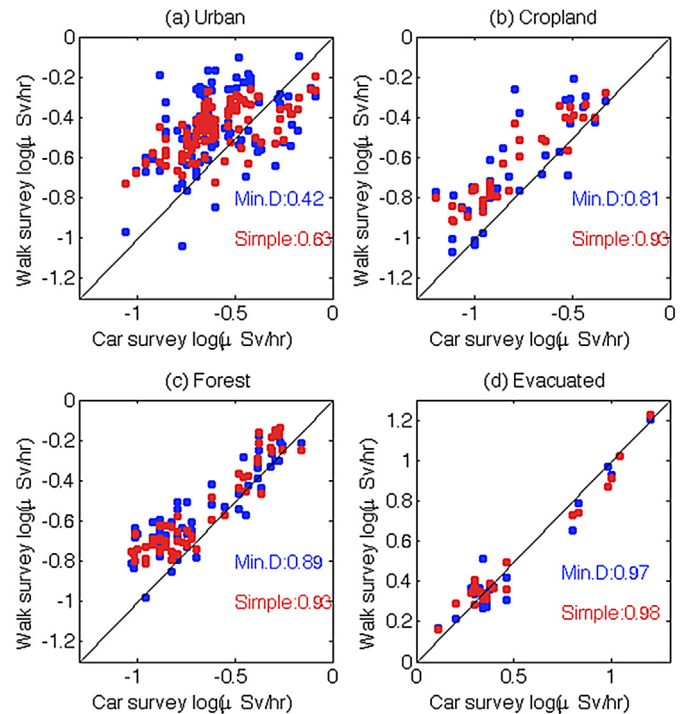 (a) Urban
0
-0.2
-0.4
-0.6
-0.8
-1
-1.2
Walk survey log(μ Sv/hr)
Min.D:0.42
Simple:0.63
-1
-0.5
0
Car survey log(μ Sv/hr)
(b) Cropland
0
-0.2
-0.4
-0.6
-0.8
-1
-1.2
Walk survey log(μ Sv/hr)
Min.D:0.81
Simple:0.93
-1
-0.5
0
Car survey log(μ Sv/hr)
(c) Forest
0
-0.2
-0.4
-0.6
-0.8
-1
-1.2
Walk survey log(μ Sv/hr)
Min.D:0.89
Simple:0.93
-1
-0.5
0
Car survey log(μ Sv/hr)
(d) Evacuated
1.2
1
0.8
0.6
0.4
0.2
0
Walk survey log(μ Sv/hr)
Min.D:0.97
Simple:0.98
0
0.5
1
Car survey log(μ Sv/hr)